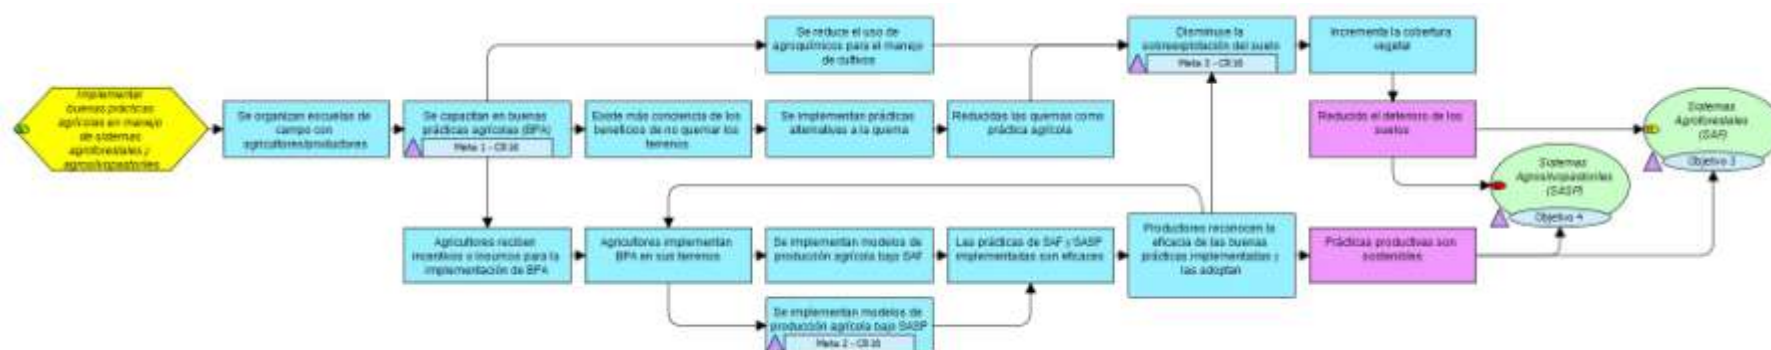 Implementar
buenas prácticas
agrícolas en manejo
de sistemas
agroforestales y
agrosilvopastoriles
Se organizan escuelas de
campo con
agricultores/productores
Se capacitan en buenas
prácticas agrícolas (BPA)
Meta 1 - CB16
Se reduce el uso de
agroquímicos para el manejo
de cultivos
Existe más conciencia de los
beneficios de no quemar los
terrenos
Se implementan prácticas
alternativas a la quema
Reducidas las quemas como
práctica agrícola
Disminuye la
sobreexplotación del suelo
Meta 3 - CB16
Incrementa la cobertura
vegetal
Reducido el deterioro de los
suelos
Sistemas
Agroforestales
(SAF)
Objetivo 3
Sistemas
Agrosilvopastoriles
(SASP)
Objetivo 4
Agricultores reciben
incentivos o insumos para la
implementación de BPA
Agricultores implementan
BPA en sus terrenos
Se implementan modelos de
producción agrícola bajo SAF
Las prácticas de SAF y SASP
implementadas son eficaces
Productores reconocen la
eficacia de las buenas
prácticas implementadas y
las adoptan
Prácticas productivas son
sostenibles
Se implementan modelos de
producción agrícola bajo SASP
Meta 2 - CB16